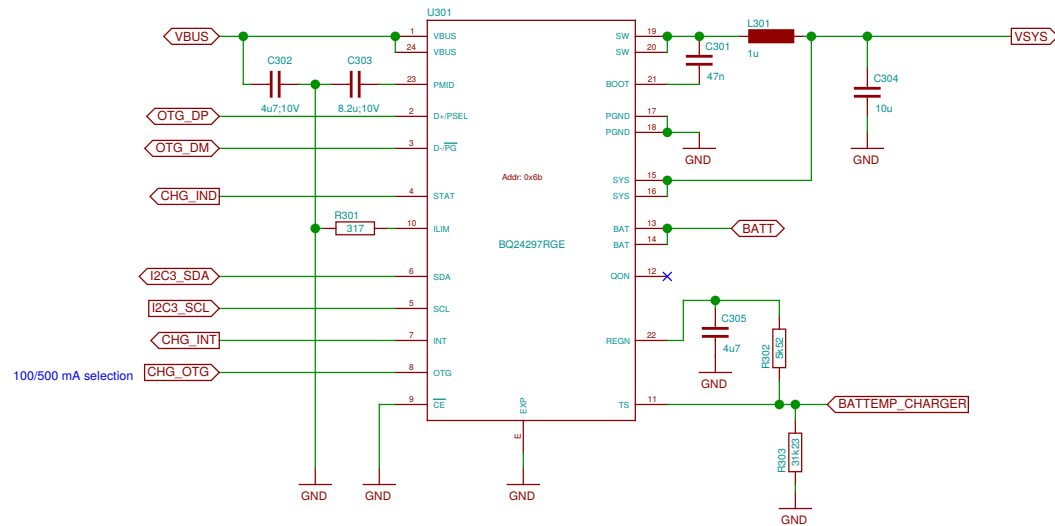 U301
VBUS
1
VBUS
24
VBUS
C302
4u7;10V
C303
8.2u;10V
23
PMID
OTG_DP
2
D+/PSEL
OTG_DM
3
D-/PG
CHG_IND
4
STAT
R301
317
10
ILIM
I2C3_SDA
6
SDA
I2C3_SCL
5
SCL
CHG_INT
7
INT
100/500 mA selection
CHG_OTG
8
OTG
9
CE
GND
GND
Addr: 0x6b
BQ24297RGE
EXP
E
GND
SW
19
SW
20
L301
1u
VSYS
C301
47n
BOOT
21
C304
10u
GND
PGND
17
PGND
18
GND
SYS
15
SYS
16
BAT
13
BAT
14
BATT
QON
12
REGN
22
C305
4u7
GND
R302
5k52
TS
11
BATTEMP_CHARGER
R303
31k23
GND